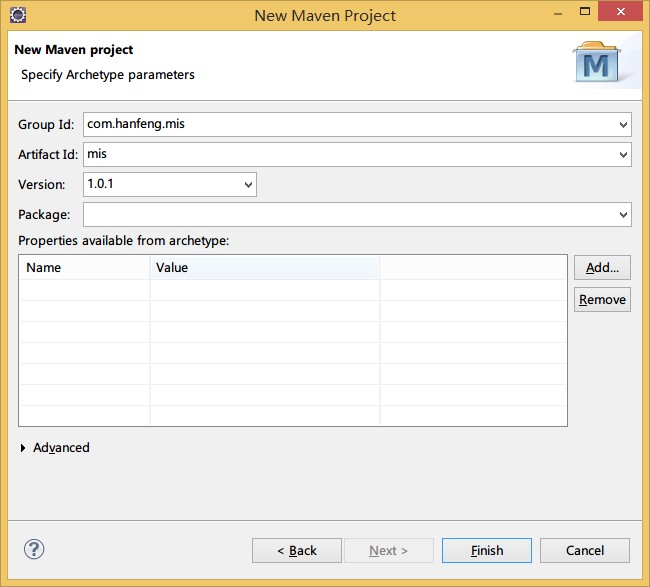 New Maven Project
New Maven project
Specify Archetype parameters
M
Group Id: com.hanfeng.mis
Artifact Id: mis
Version: 1.0.1
Package:
Properties available from archetype:
Name Value
Add...
Remove
Advanced
? < Back Next > Finish Cancel